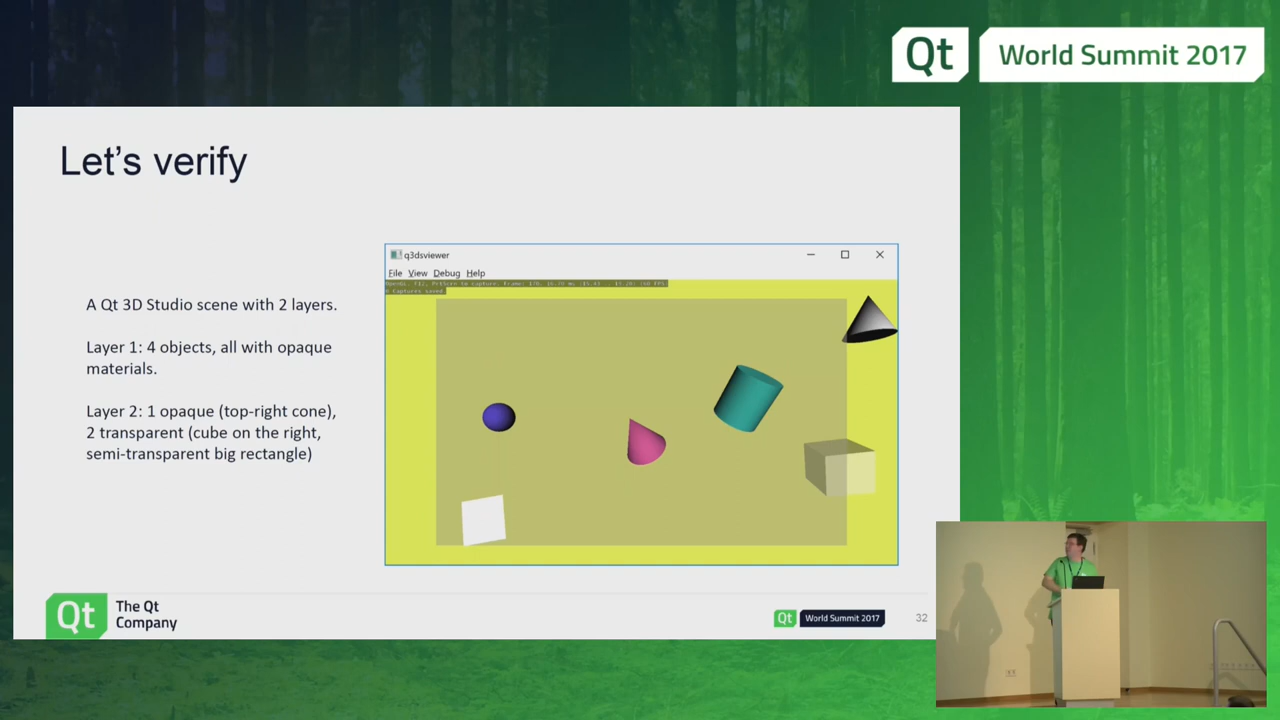 Qt World Summit 2017
Let's verify
A Qt 3D Studio scene with 2 layers.
Layer 1: 4 objects, all with opaque
materials.
Layer 2: 1 opaque (top-right cone),
2 transparent (cube on the right,
semi-transparent big rectangle)
q3dsviewer
File View Debug Help
Qt The Qt
Company
Qt World Summit 2017
32